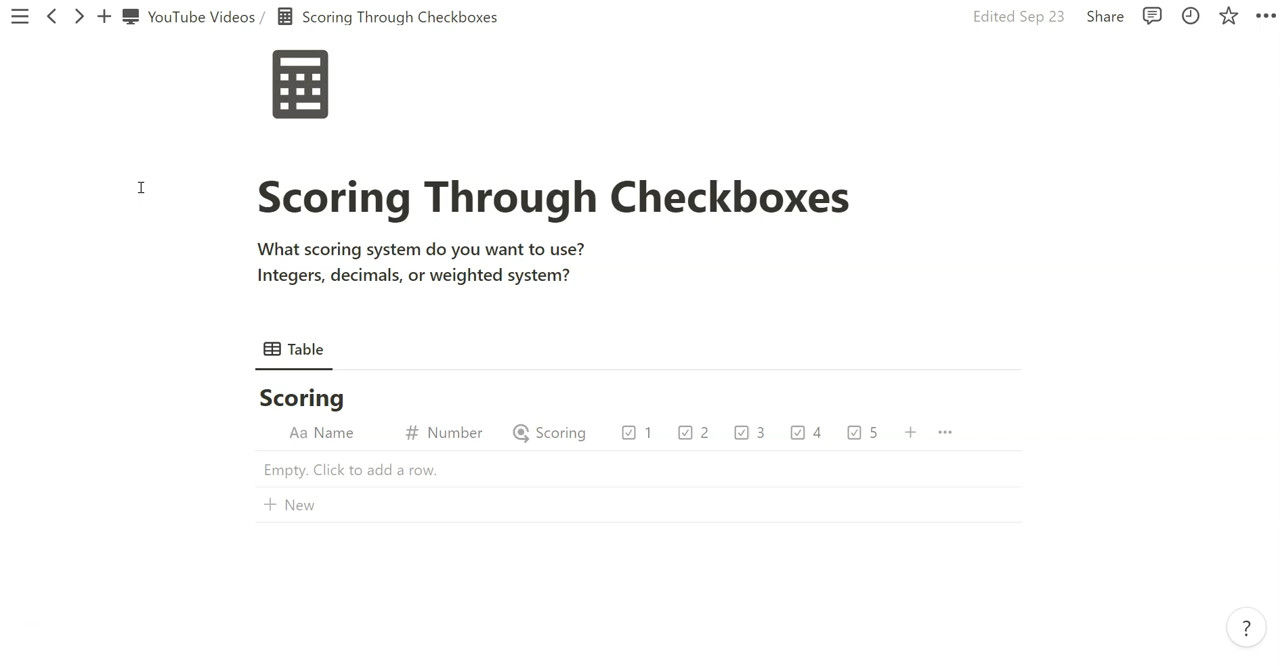 YouTube Videos / Scoring Through Checkboxes Edited Sep 23 Share
Scoring Through Checkboxes
What scoring system do you want to use?
Integers, decimals, or weighted system?
Table
Scoring
Aa Name # Number Scoring 1 2 3 4 5 + ···
Empty. Click to add a row.
+ New
?